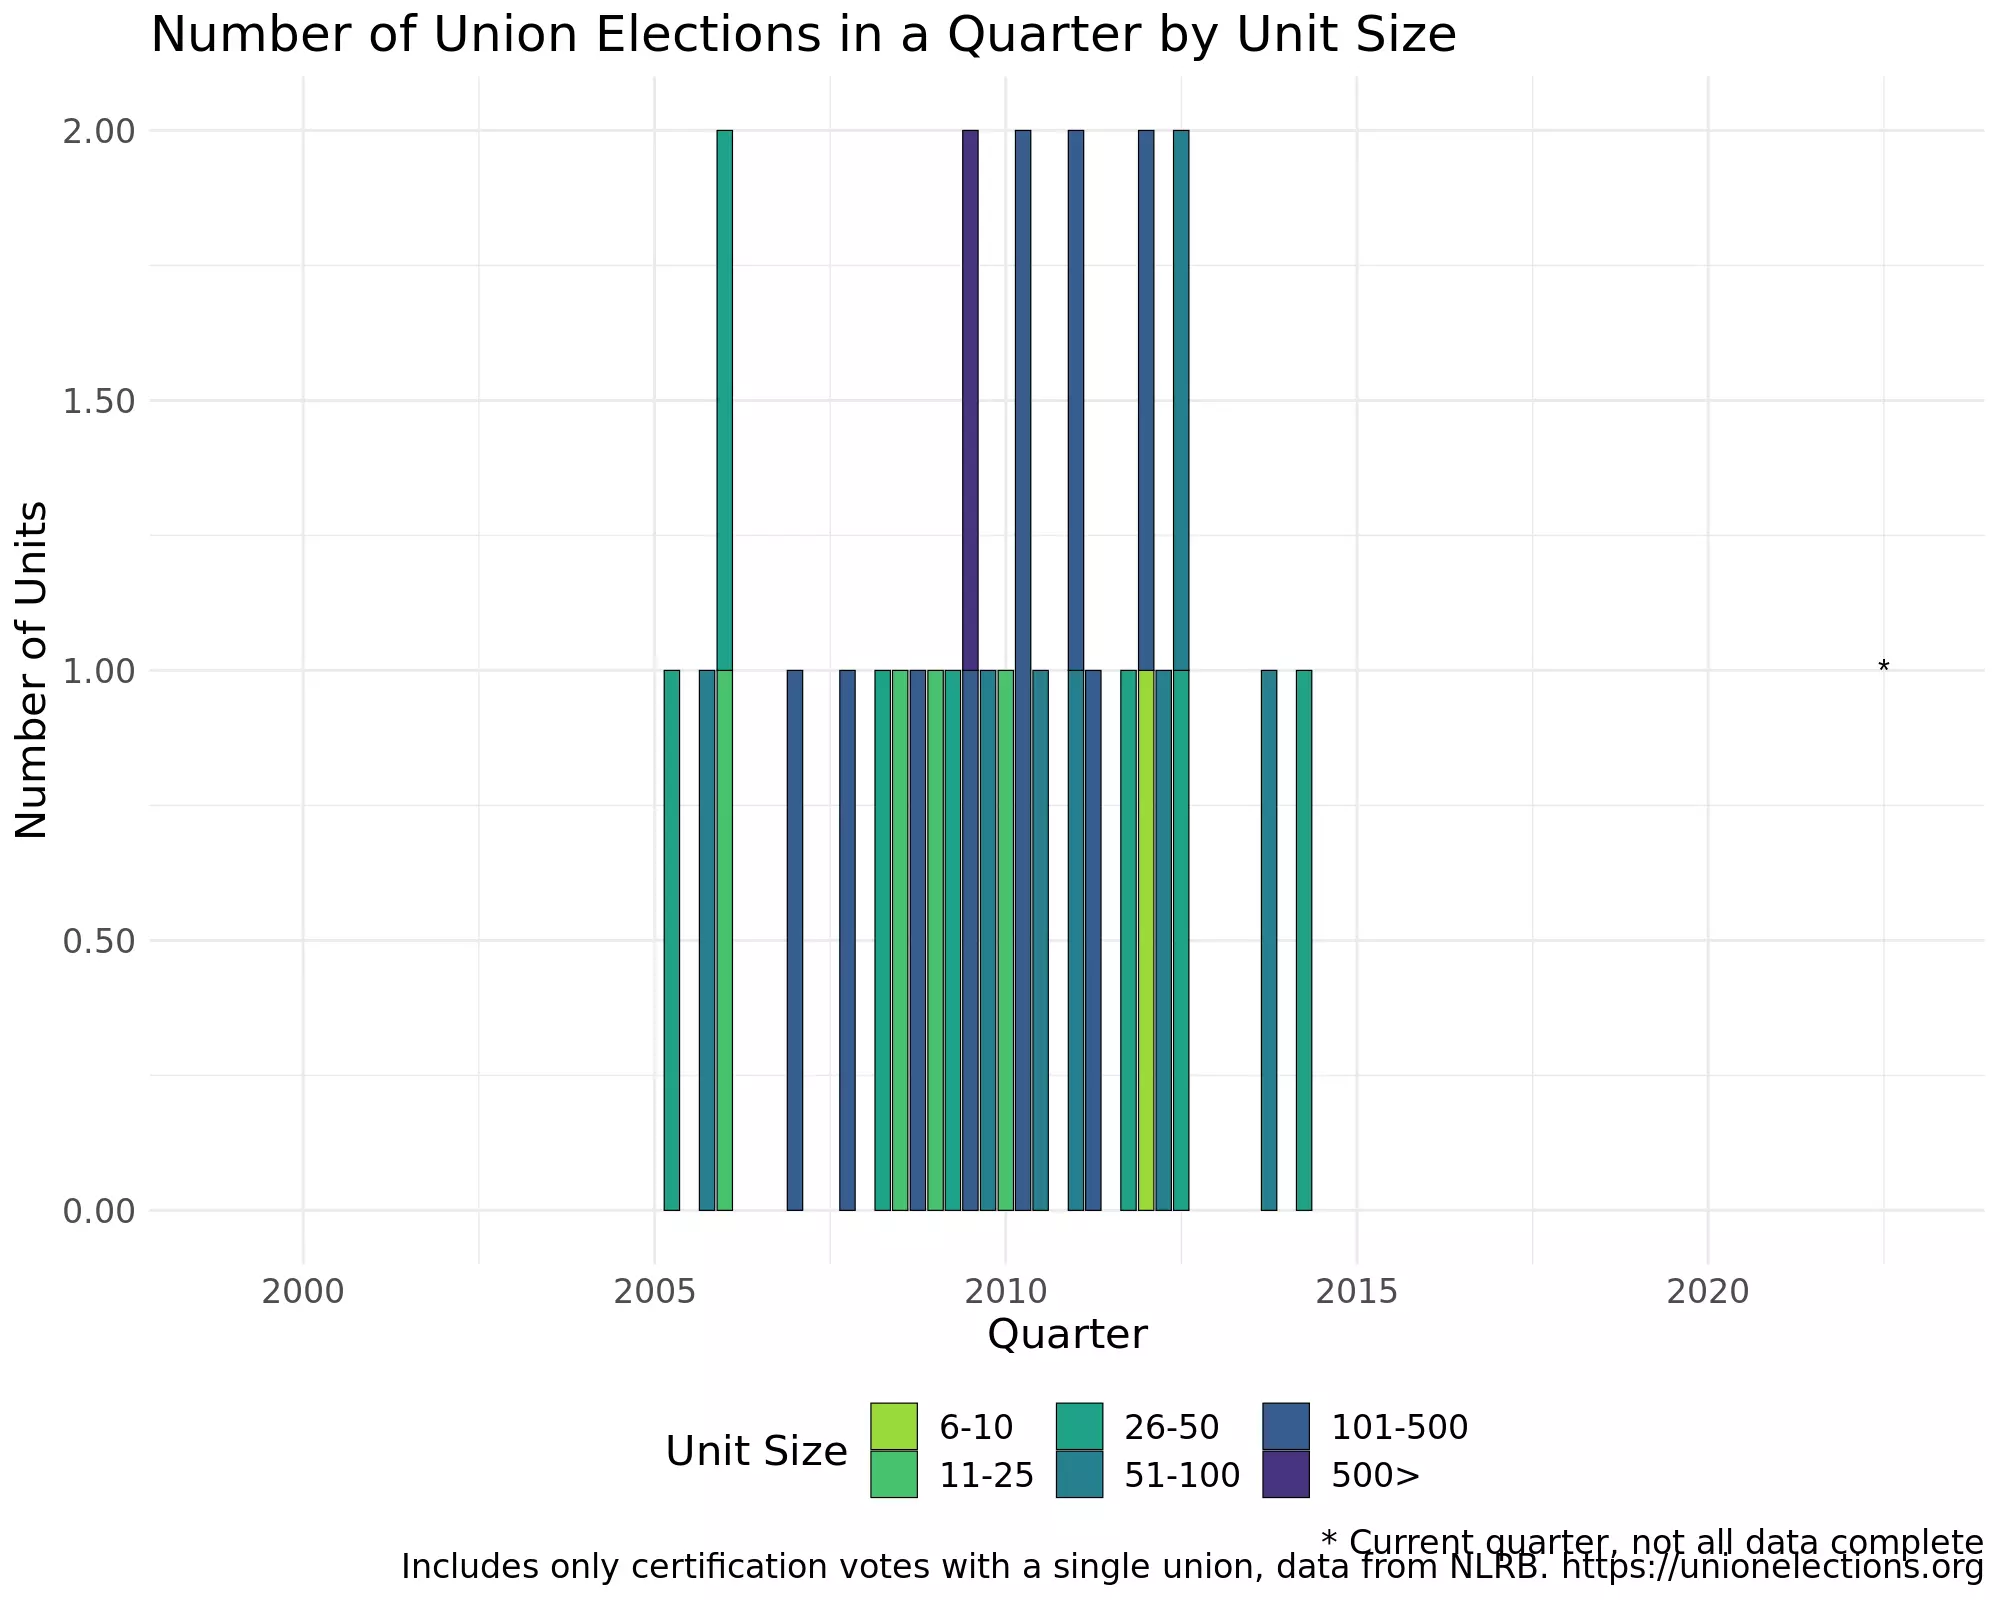 Number of Union Elections in a Quarter by Unit Size
Number of Units
2.00
1.50
1.00
0.50
0.00
*
2000 2005 2010 2015 2020
Quarter
Unit Size
6-10 26-50 101-500
11-25 51-100 500>
* Current quarter, not all data complete
Includes only certification votes with a single union, data from NLRB. https://unionelections.org